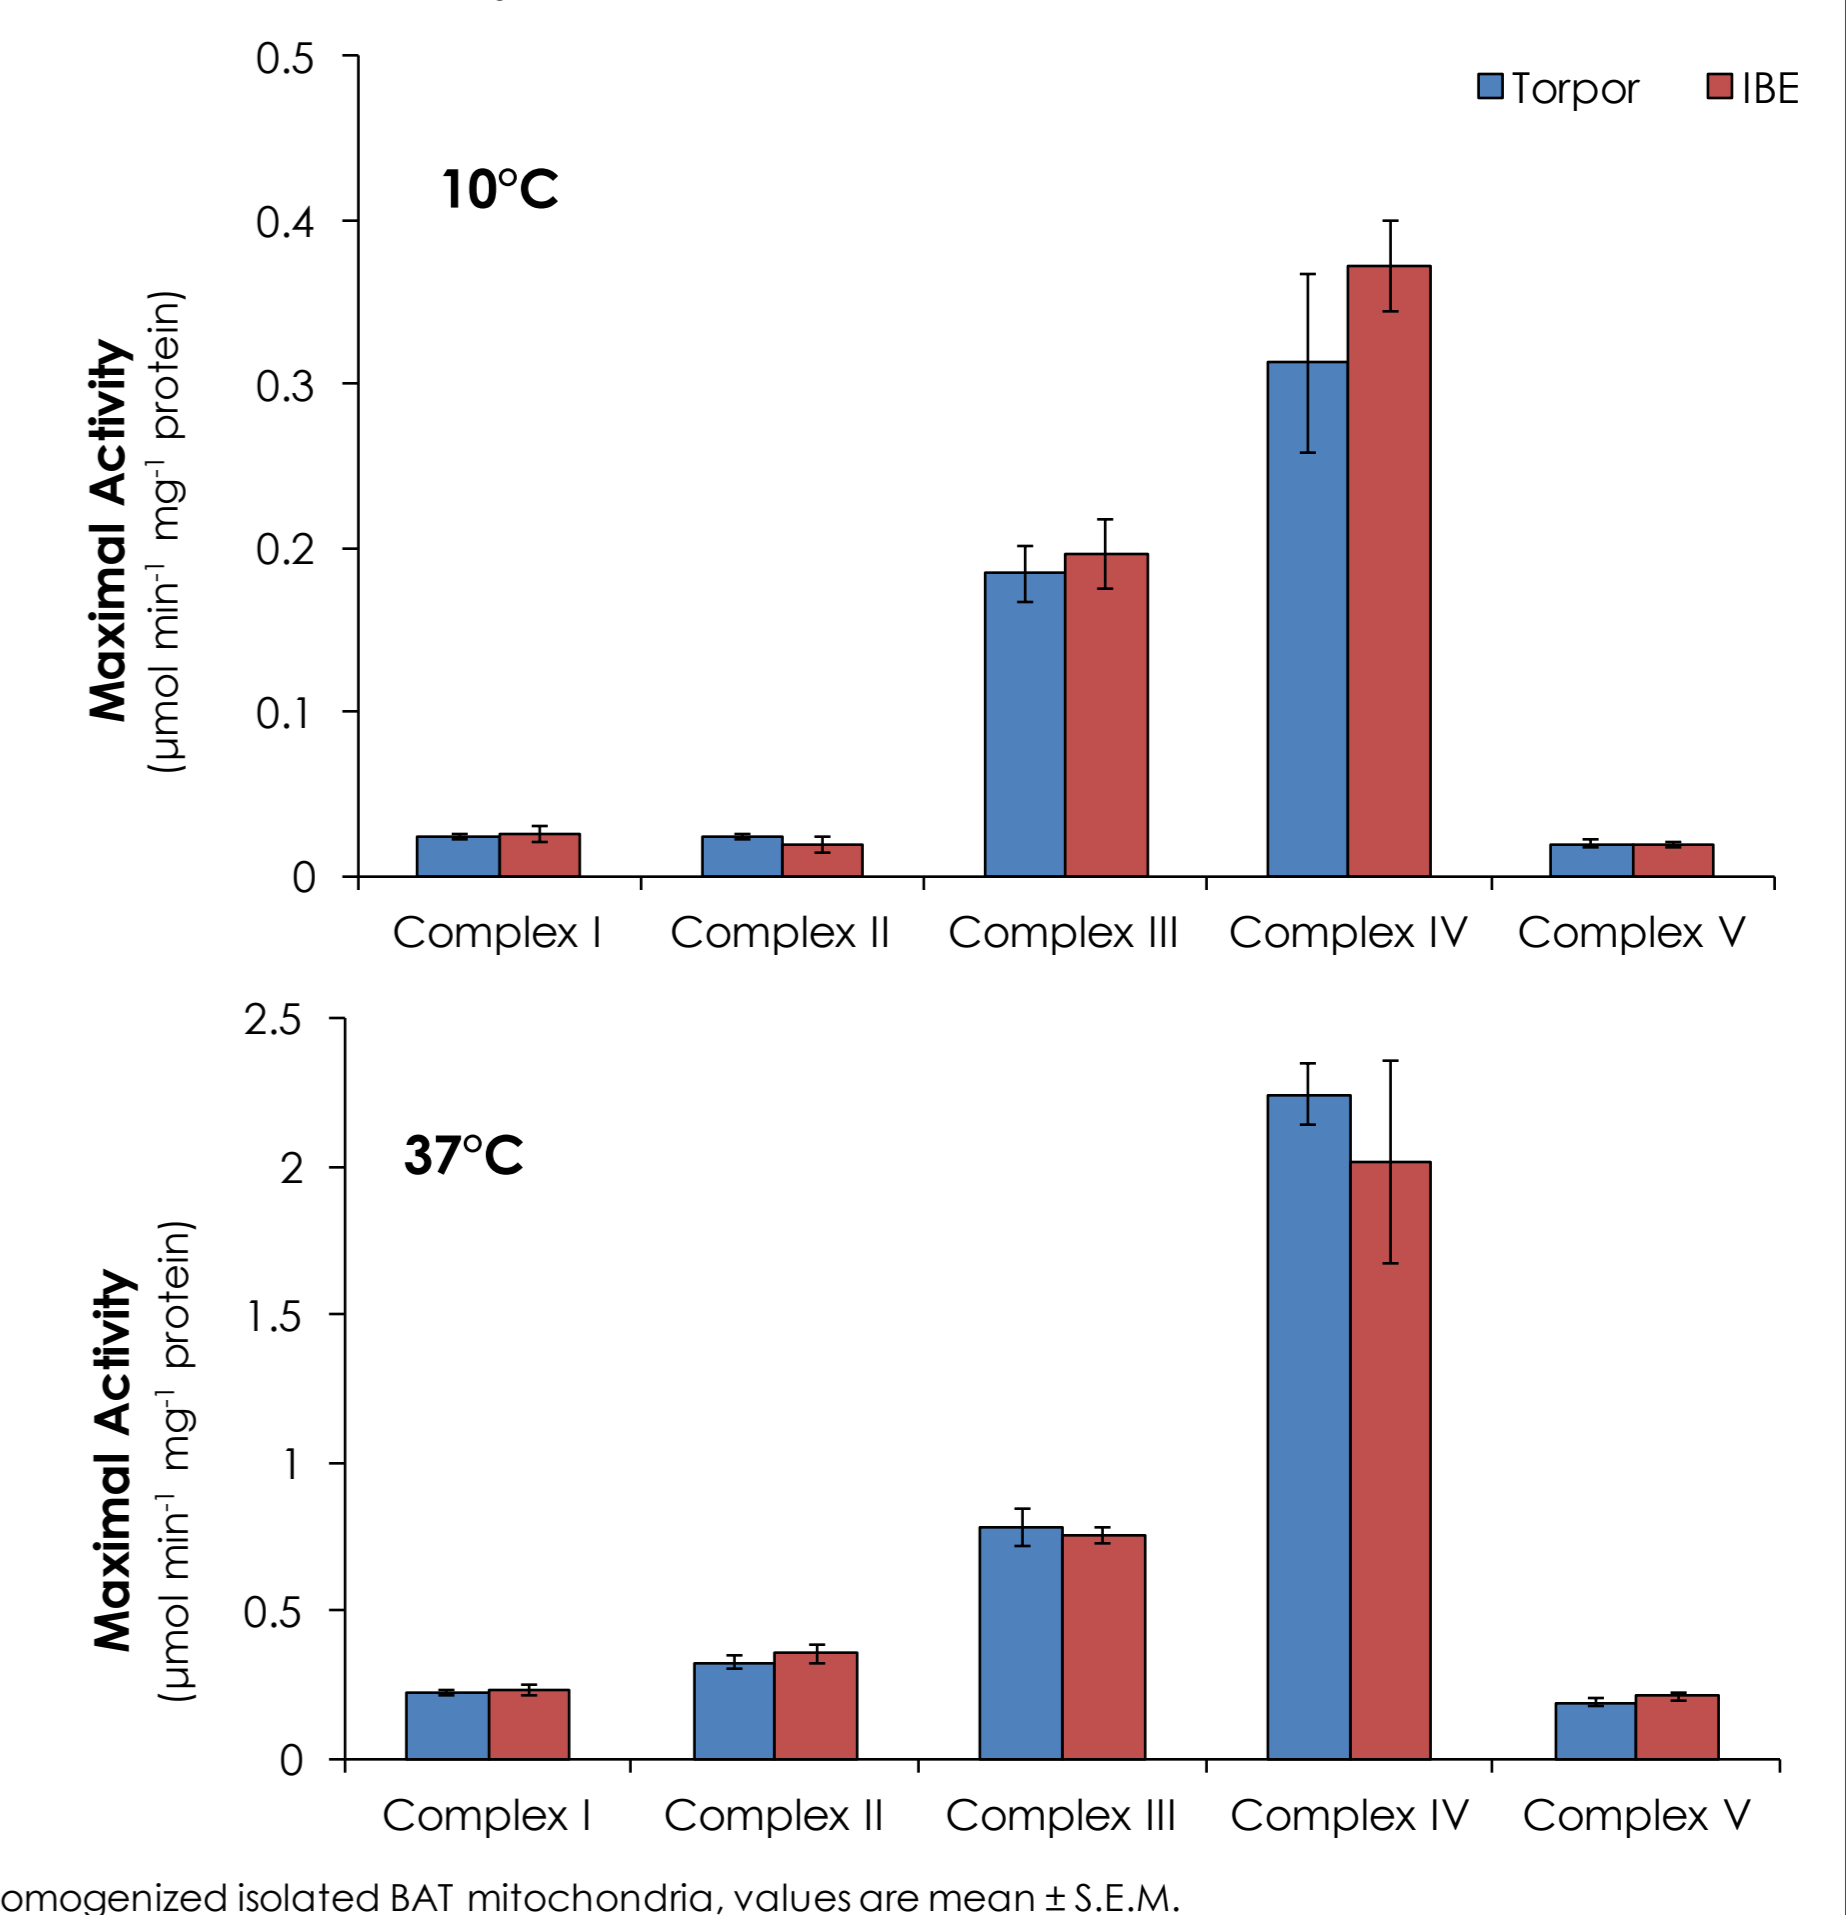 0.5
Torpor
IBE
10°C
0.4
0.3
0.2
0.1
0
Maximal Activity
(µmol min⁻¹ mg⁻¹ protein)
Complex I
Complex II
Complex III
Complex IV
Complex V
2.5
37°C
2
1.5
1
0.5
0
Maximal Activity
(µmol min⁻¹ mg⁻¹ protein)
Complex I
Complex II
Complex III
Complex IV
Complex V
omogenized isolated BAT mitochondria, values are mean ± S.E.M.